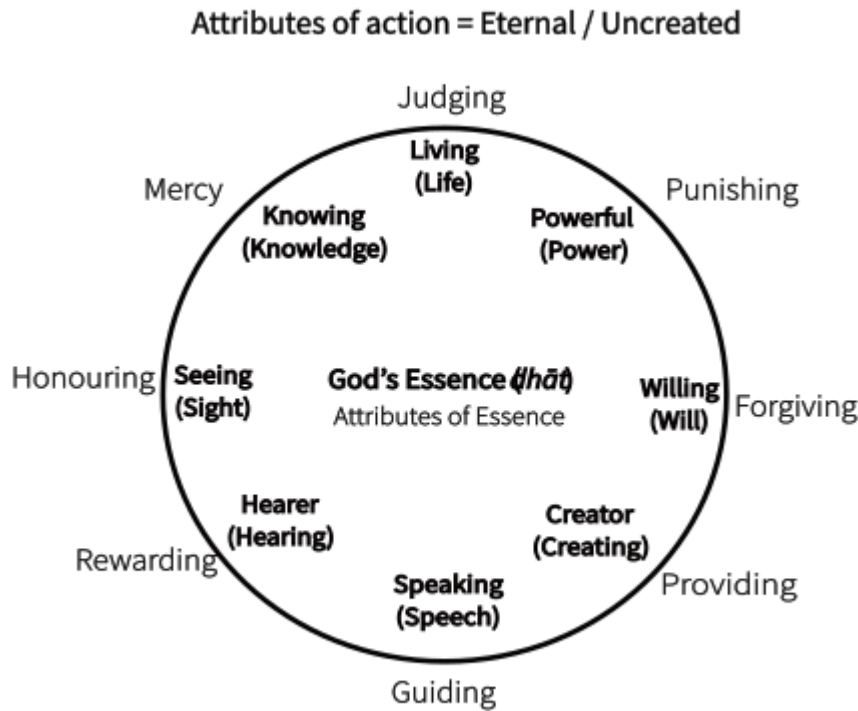 Attributes of action = Eternal / Uncreated
Judging
Living
(Life)
Mercy
Punishing
Knowing
(Knowledge)
Powerful
(Power)
Honouring
Seeing
(Sight)
God's Essence (dhāt)
Attributes of Essence
Willing
(Will)
Forgiving
Hearer
(Hearing)
Creator
(Creating)
Rewarding
Providing
Speaking
(Speech)
Guiding